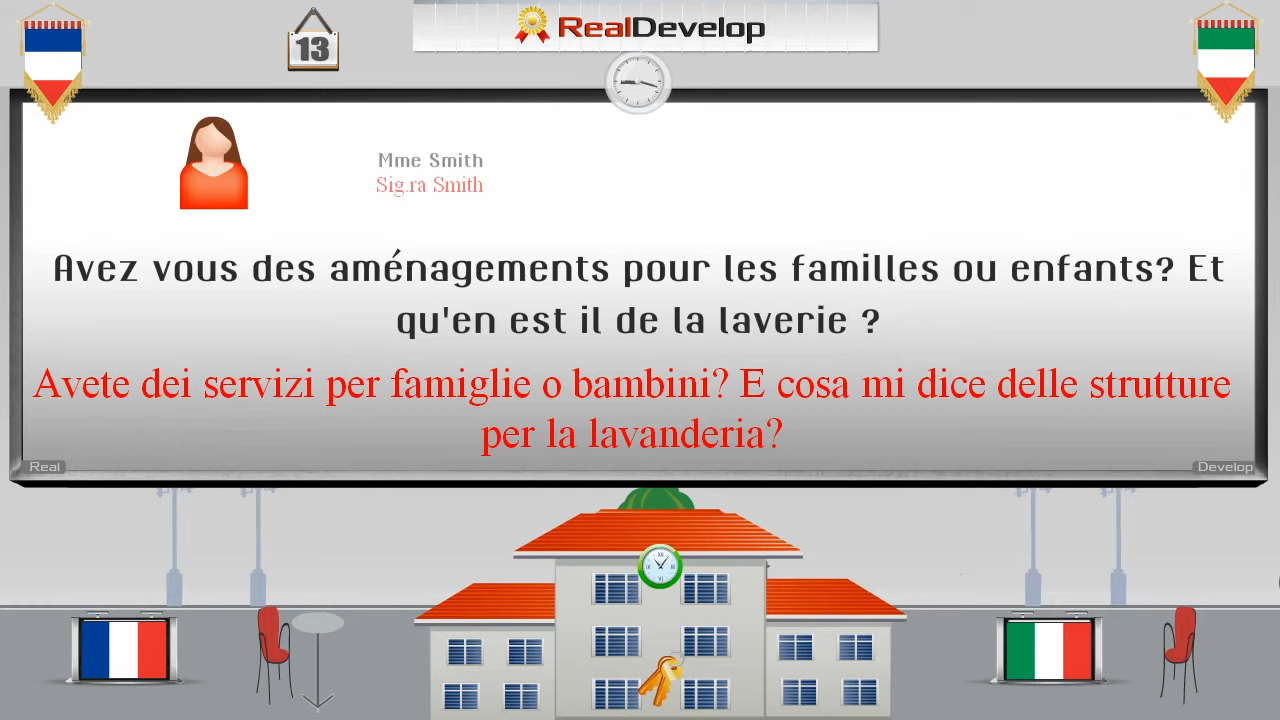 13
RealDevelop
Mme Smith
Sig.ra Smith
Avez vous des aménagements pour les familles ou enfants? Et
qu'en est il de la laverie ?
Avete dei servizi per famiglie o bambini? E cosa mi dice delle strutture
per la lavanderia?
Real
Develop